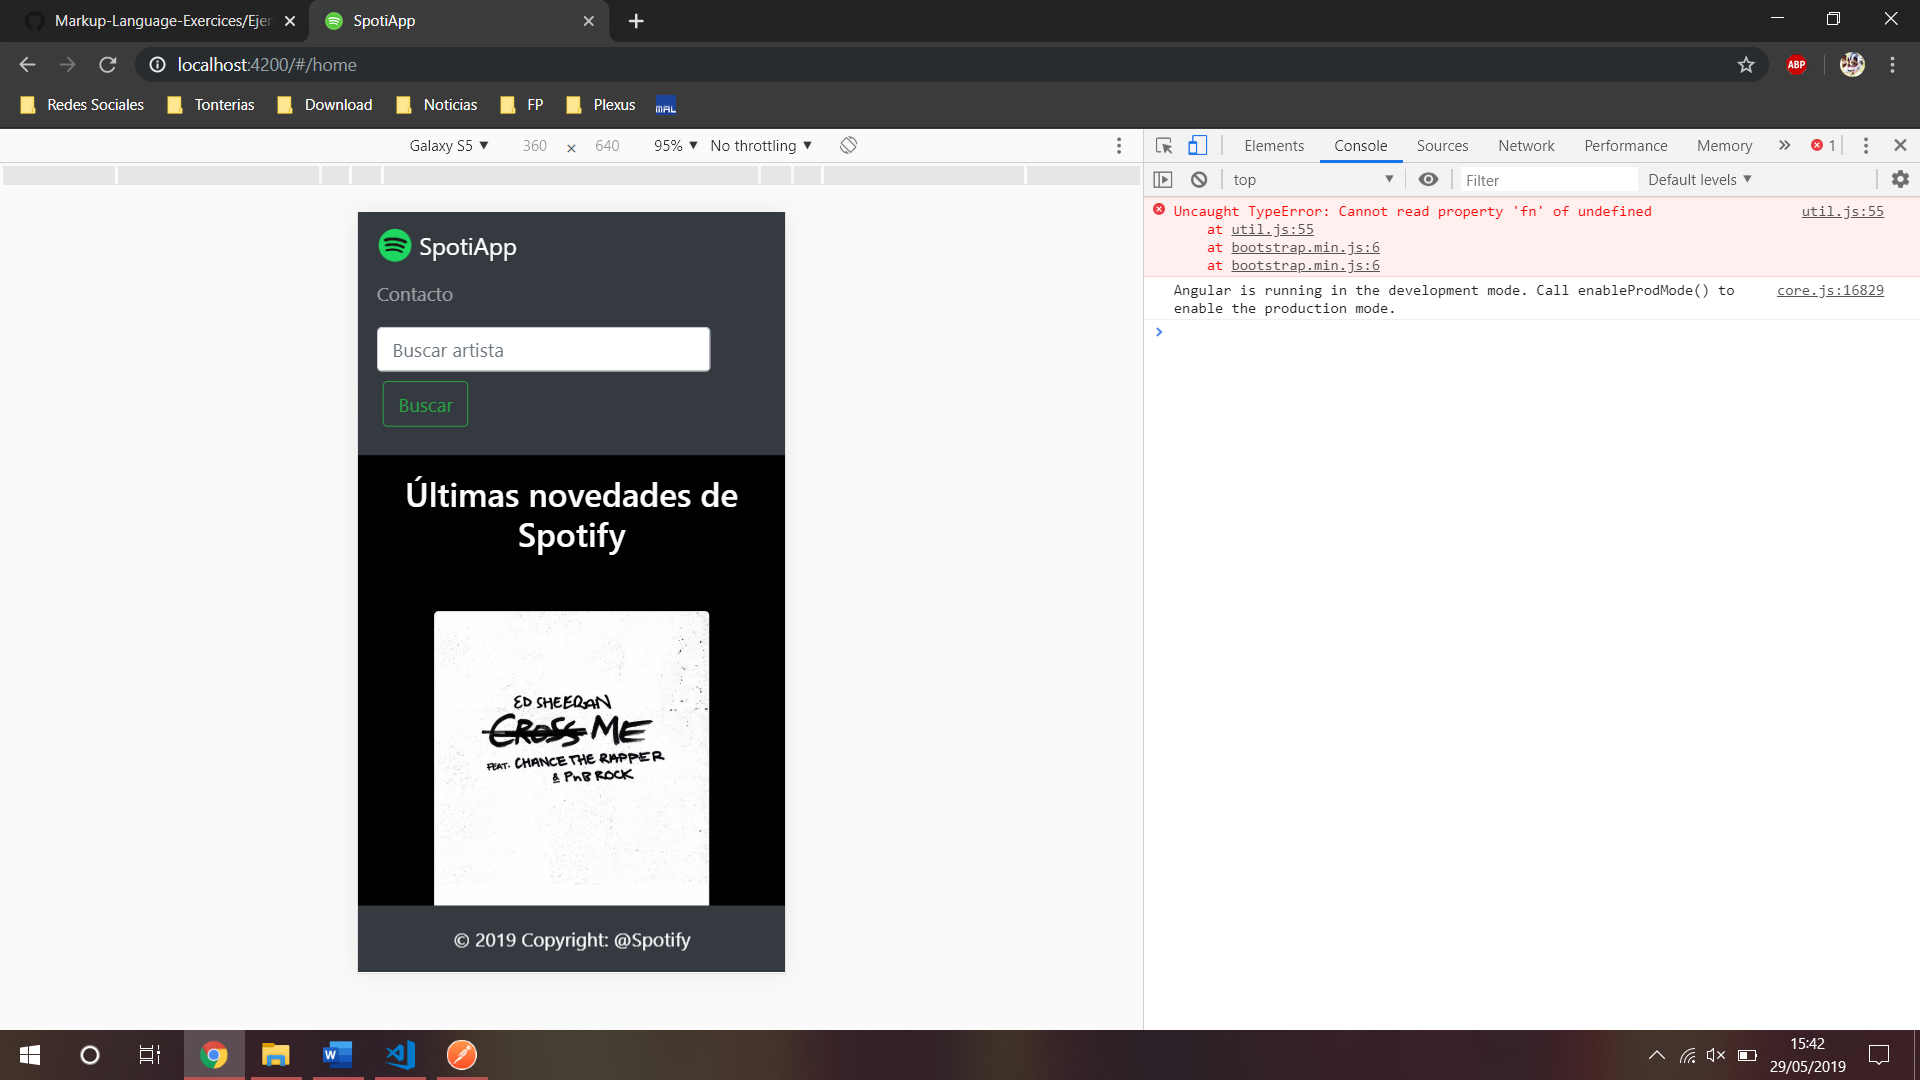 Markup-Language-Exercices/Ejer
SpotiApp
localhost:4200/#/home
ABP
Redes Sociales
Tonterias
Download
Noticias
FP
Plexus
MAL
Galaxy S5 ▼
360 × 640
95% ▼
No throttling ▼
Elements
Console
Sources
Network
Performance
Memory
» 1
top ▼
Filter
Default levels ▼
SpotiApp
Contacto
Buscar artista
Buscar
Últimas novedades de
Spotify
ED SHEERAN
CROSS ME
FEAT. CHANCE THE RAPPER
& PnB ROCK
© 2019 Copyright: @Spotify
Uncaught TypeError: Cannot read property 'fn' of undefined util.js:55
at util.js:55
at bootstrap.min.js:6
at bootstrap.min.js:6
Angular is running in the development mode. Call enableProdMode() to core.js:16829
enable the production mode.
15:42
29/05/2019